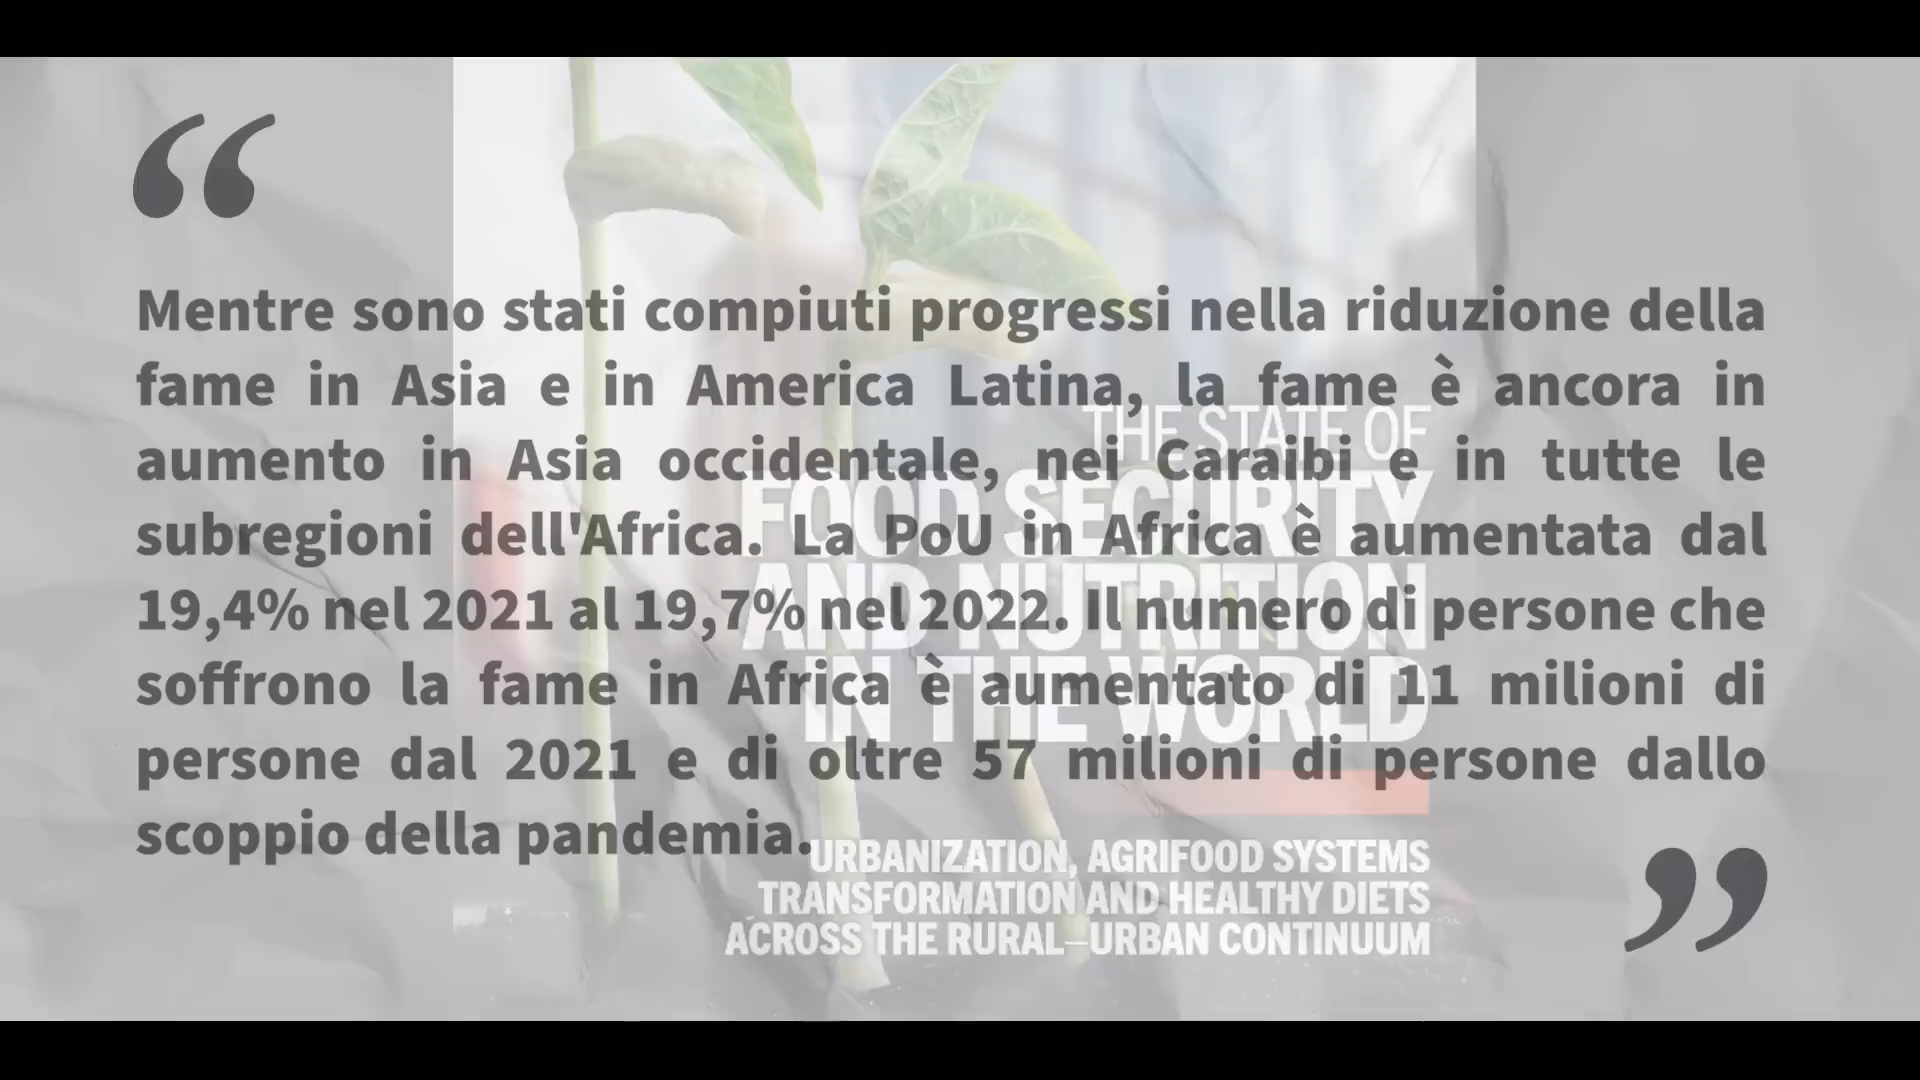 “
Mentre sono stati compiuti progressi nella riduzione della
fame in Asia e in America Latina, la fame è ancora in
aumento in Asia occidentale, nei Caraibi e in tutte le
subregioni dell'Africa. La PoU in Africa è aumentata dal
19,4% nel 2021 al 19,7% nel 2022. Il numero di persone che
soffrono la fame in Africa è aumentato di 11 milioni di
persone dal 2021 e di oltre 57 milioni di persone dallo
scoppio della pandemia.
”
THE STATE OF
FOOD SECURITY
AND NUTRITION
IN THE WORLD
URBANIZATION, AGRIFOOD SYSTEMS
TRANSFORMATION AND HEALTHY DIETS
ACROSS THE RURAL–URBAN CONTINUUM